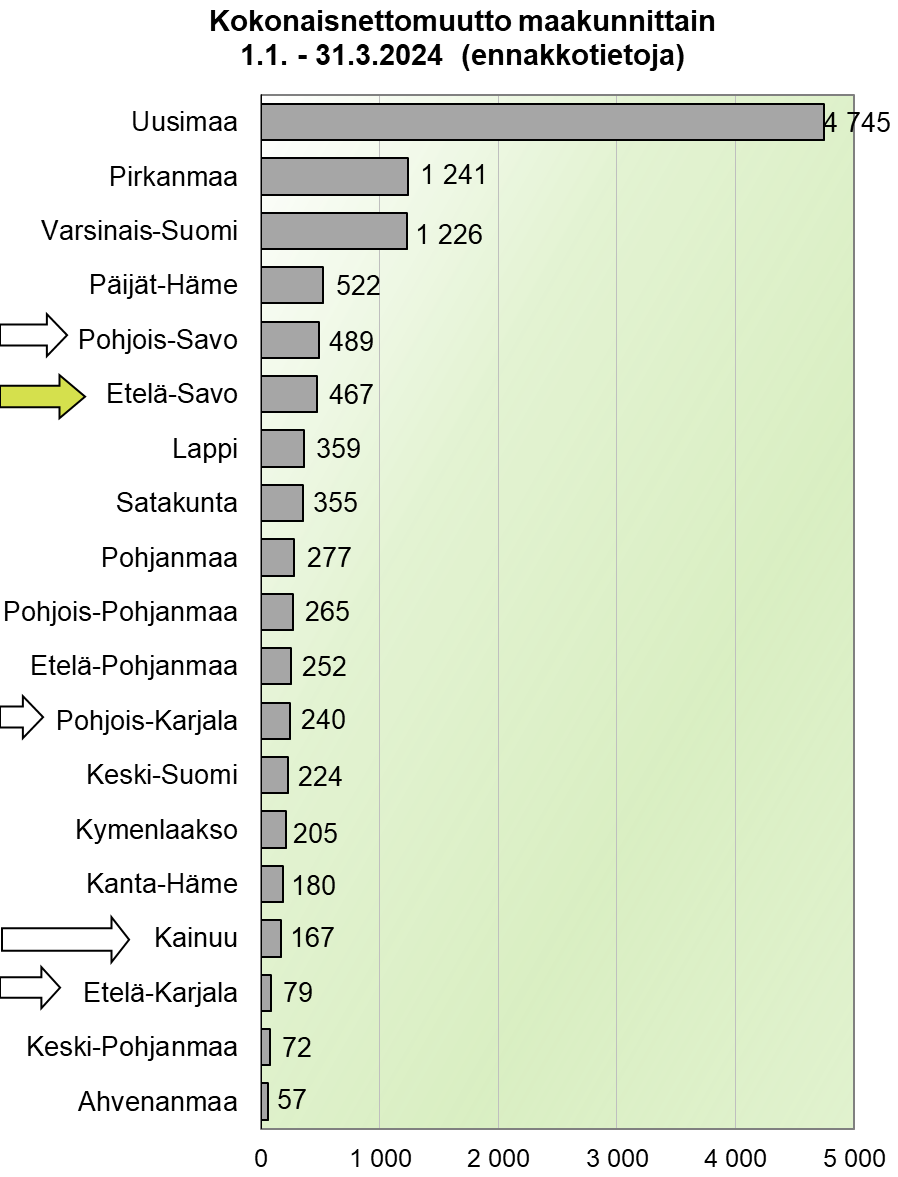 Kokonaisnettomuutto maakunnittain
1.1. - 31.3.2024 (ennakkotietoja)
Uusimaa 4 745
Pirkanmaa 1 241
Varsinais-Suomi 1 226
Päijät-Häme 522
Pohjois-Savo 489
Etelä-Savo 467
Lappi 359
Satakunta 355
Pohjanmaa 277
Pohjois-Pohjanmaa 265
Etelä-Pohjanmaa 252
Pohjois-Karjala 240
Keski-Suomi 224
Kymenlaakso 205
Kanta-Häme 180
Kainuu 167
Etelä-Karjala 79
Keski-Pohjanmaa 72
Ahvenanmaa 57
0 1 000 2 000 3 000 4 000 5 000